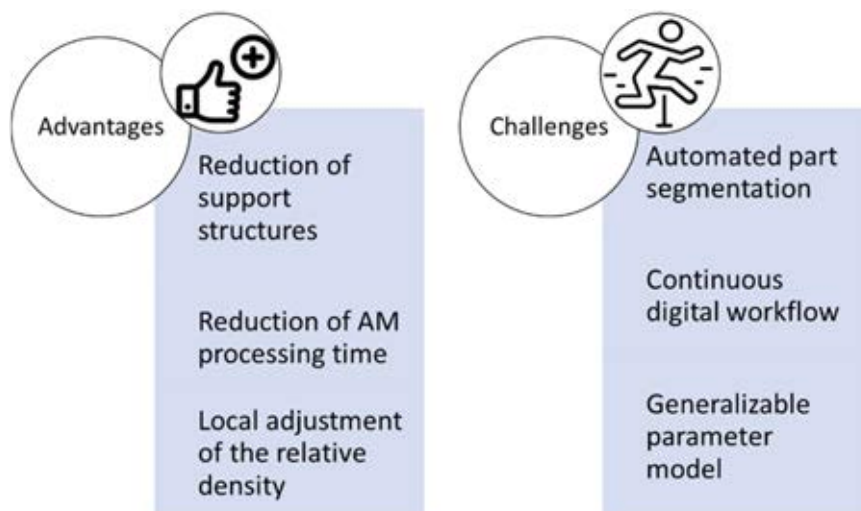 Advantages
Reduction of
support
structures
Reduction of AM
processing time
Local adjustment
of the relative
density
Challenges
Automated part
segmentation
Continuous
digital workflow
Generalizable
parameter
model